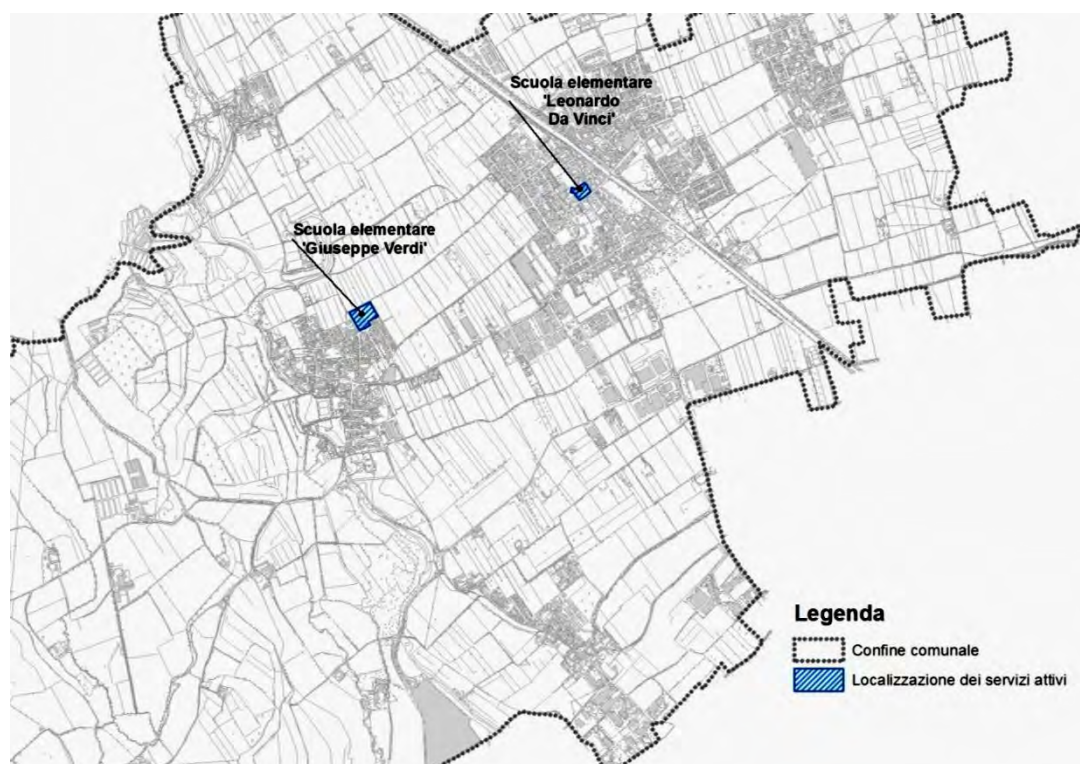 Scuola elementare
'Leonardo
Da Vinci'
Scuola elementare
'Giuseppe Verdi'
Legenda
Confine comunale
Localizzazione dei servizi attivi